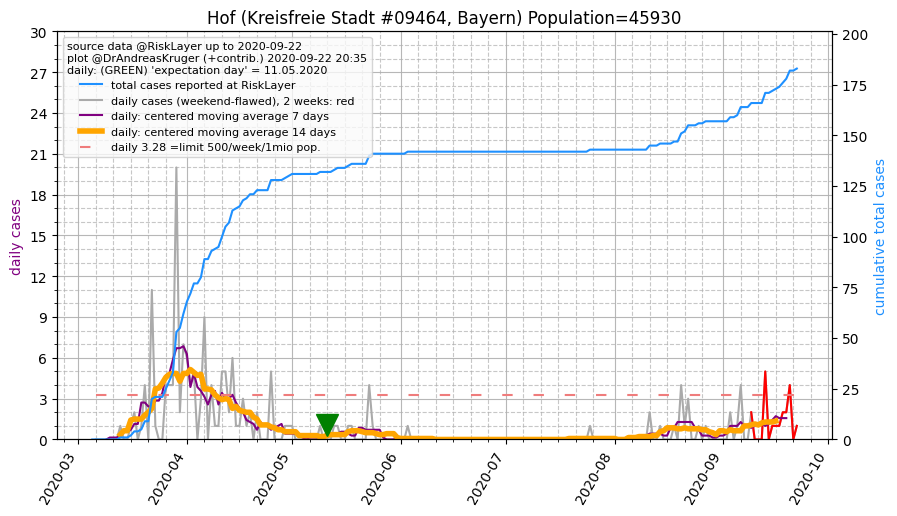 Hof (Kreisfreie Stadt #09464, Bayern) Population=45930
source data @RiskLayer up to 2020-09-22
plot @DrAndreasKruger (+contrib.) 2020-09-22 20:35
daily: (GREEN) 'expectation day' = 11.05.2020
total cases reported at RiskLayer
daily cases (weekend-flawed), 2 weeks: red
daily: centered moving average 7 days
daily: centered moving average 14 days
daily 3.28 =limit 500/week/1mio pop.
daily cases
30
27
24
21
18
15
12
9
6
3
0
200
175
150
125
100
75
50
25
0
cumulative total cases
2020-03
2020-04
2020-05
2020-06
2020-07
2020-08
2020-09
2020-10